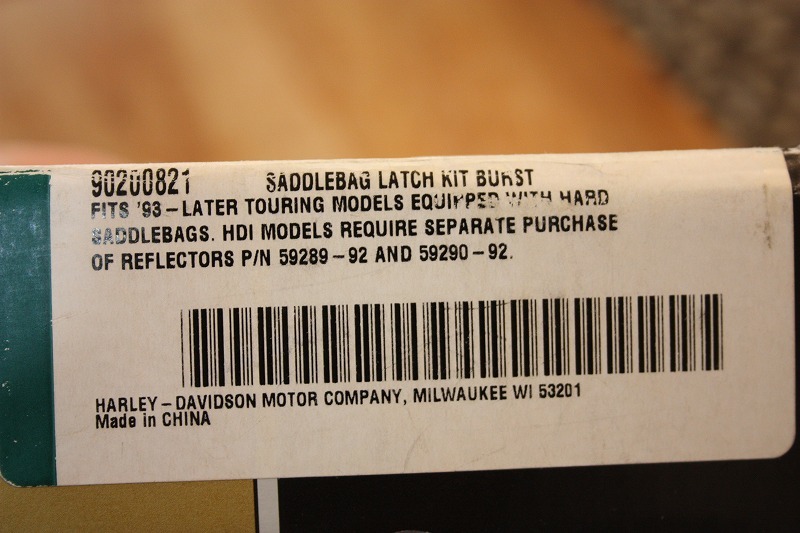 90200821 SADDLEBAG LATCH KIT BURST
FITS '93-LATER TOURING MODELS EQUIPPED WITH HARD
SADDLEBAGS. HDI MODELS REQUIRE SEPARATE PURCHASE
OF REFLECTORS P/N 59289-92 AND 59290-92.
HARLEY-DAVIDSON MOTOR COMPANY, MILWAUKEE WI 53201
Made in CHINA